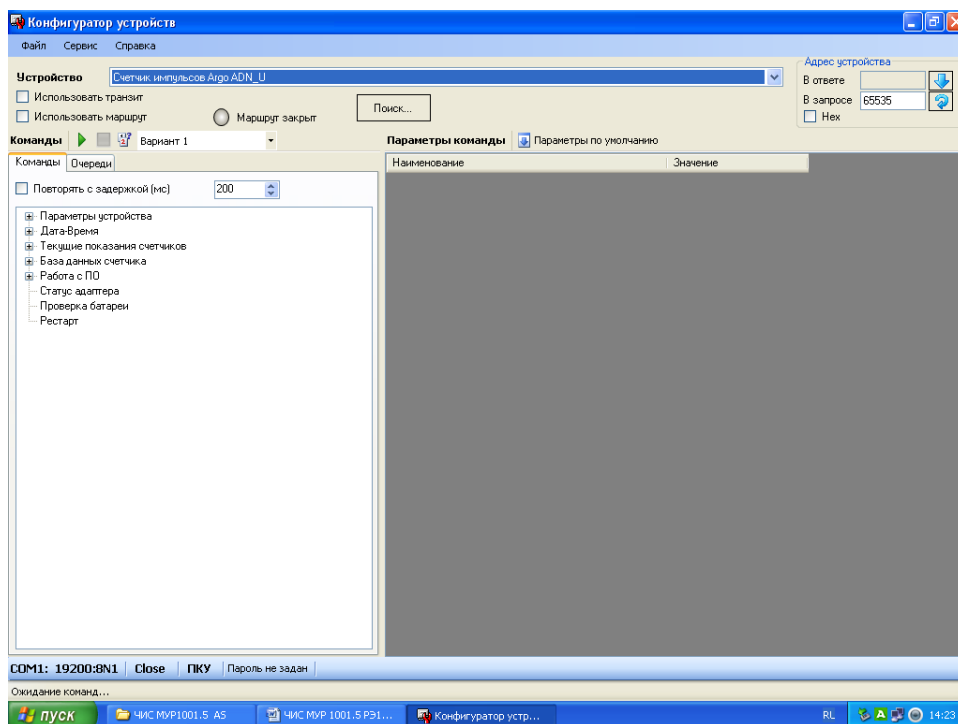 Конфигуратор устройств
Файл Сервис Справка
Адрес устройства
Устройство Счетчик импульсов Argo ADN_U
В ответе
Использовать транзит
В запросе 65535
Использовать маршрут Маршрут закрыт Поиск...
Hex
Команды Вариант 1 Параметры команды Параметры по умолчанию
Команды Очереди
Наименование Значение
Повторять с задержкой (мс) 200
Параметры устройства
Дата-Время
Текущие показания счетчиков
База данных счетчика
Работа с ПО
Статус адаптера
Проверка батареи
Рестарт
COM1: 19200:8N1 Close ПКУ Пароль не задан
Ожидание команд...
пуск ЧИС МУР1001.5 AS ЧИС МУР 1001.5 РЭ1... Конфигуратор устр... RL 14:23